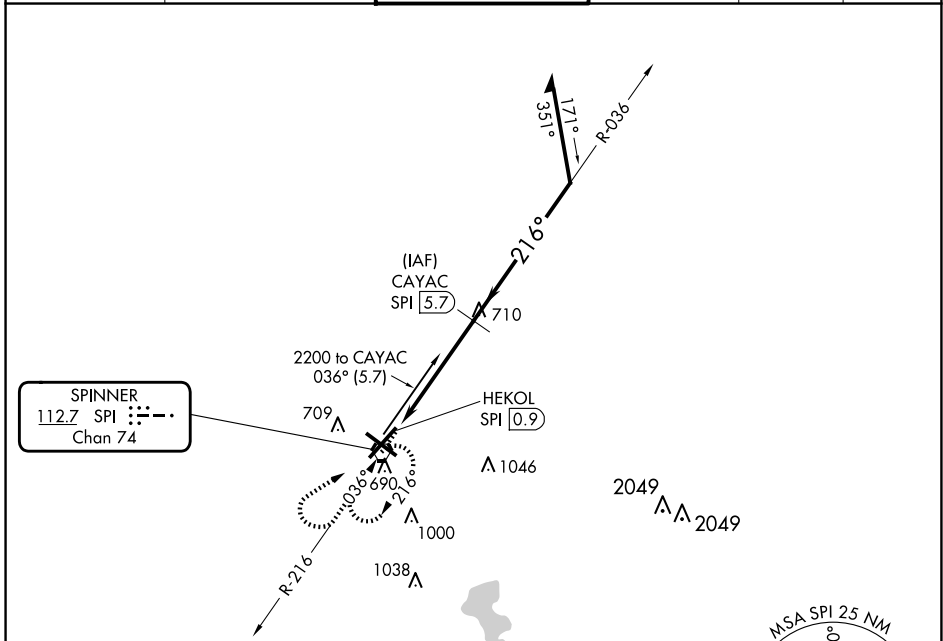 171°
351°
R-036
216°
(IAF)
CAYAC
SPI 5.7
710
2200 to CAYAC
036° (5.7)
HEKOL
SPI 0.9
SPINNER
112.7 SPI
Chan 74
709
1046
036°
690
216°
2049
2049
1000
R-216
1038
MSA SPI 25 NM